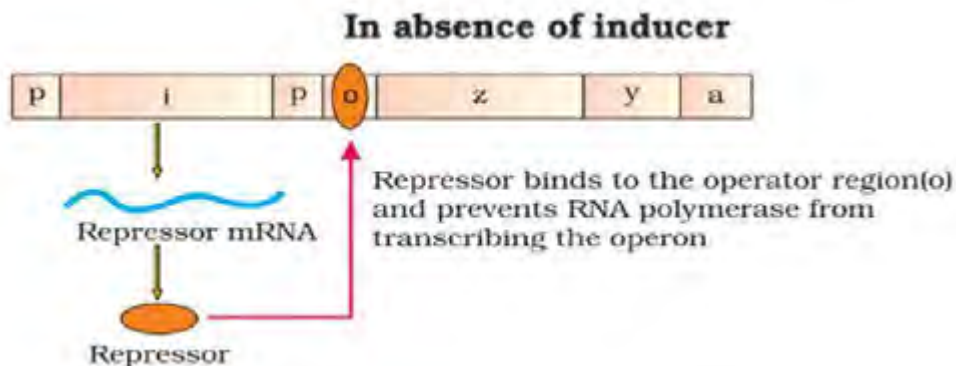 In absence of inducer
p i p o z y a
Repressor binds to the operator region(o)
and prevents RNA polymerase from
transcribing the operon
Repressor mRNA
Repressor